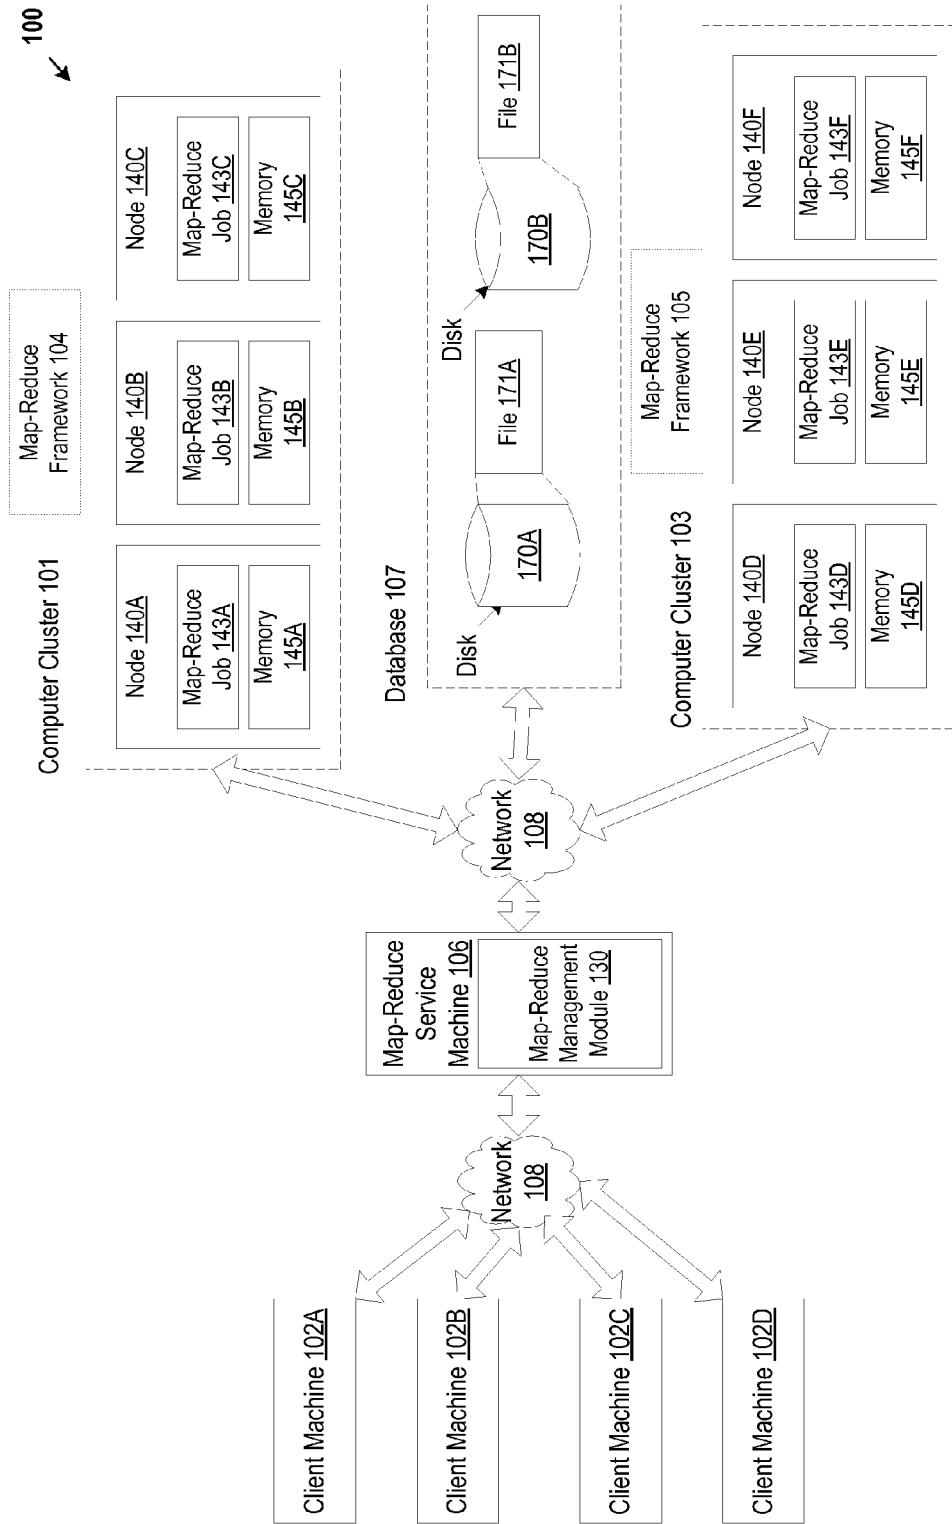 100
Map-Reduce
Framework 104
Computer Cluster 101
Node 140A
Map-Reduce
Job 143A
Memory
145A
Node 140B
Map-Reduce
Job 143B
Memory
145B
Node 140C
Map-Reduce
Job 143C
Memory
145C
Database 107
Disk
170A
File 171A
Disk
170B
File 171B
Map-Reduce
Framework 105
Computer Cluster 103
Node 140D
Map-Reduce
Job 143D
Memory
145D
Node 140E
Map-Reduce
Job 143E
Memory
145E
Node 140F
Map-Reduce
Job 143F
Memory
145F
Network
108
Map-Reduce
Service
Machine 106
Map-Reduce
Management
Module 130
Network
108
Client Machine 102A
Client Machine 102B
Client Machine 102C
Client Machine 102D